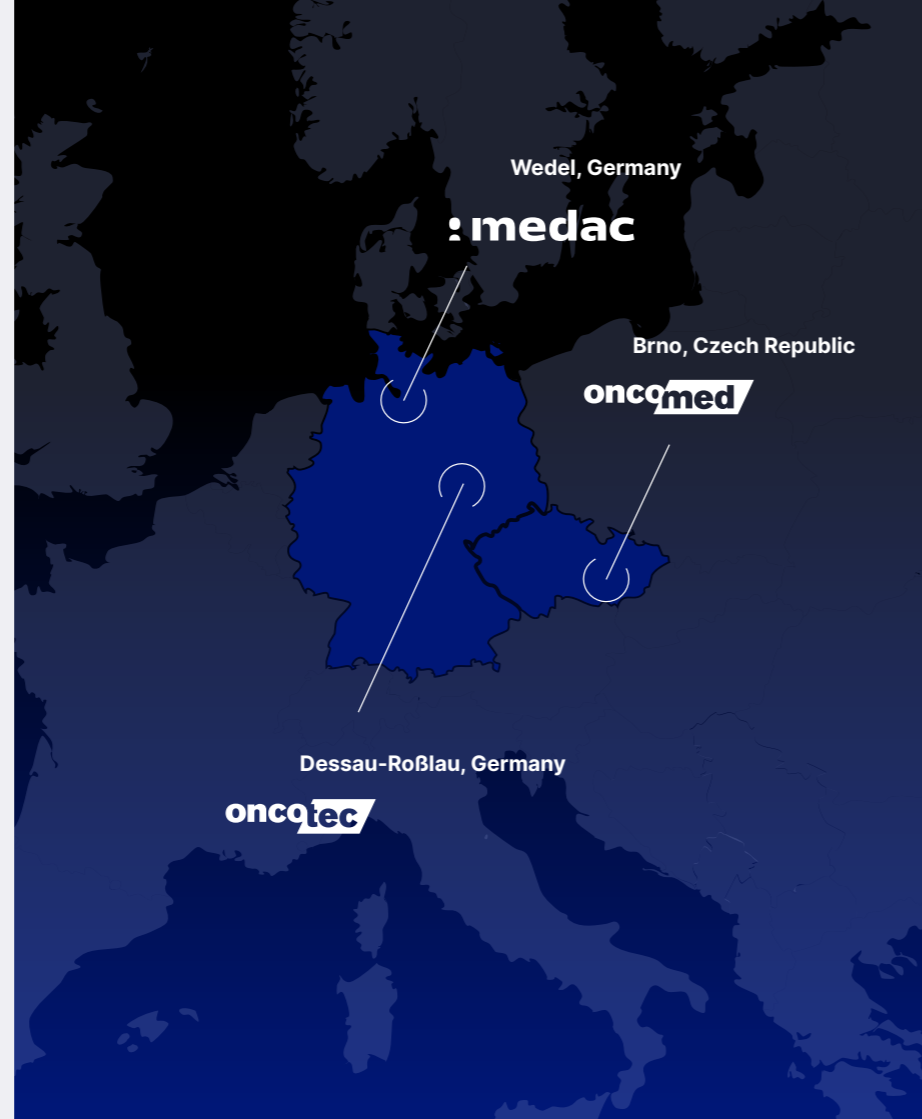 Wedel, Germany
medac
Brno, Czech Republic
oncomed
Dessau-Roßlau, Germany
oncotec